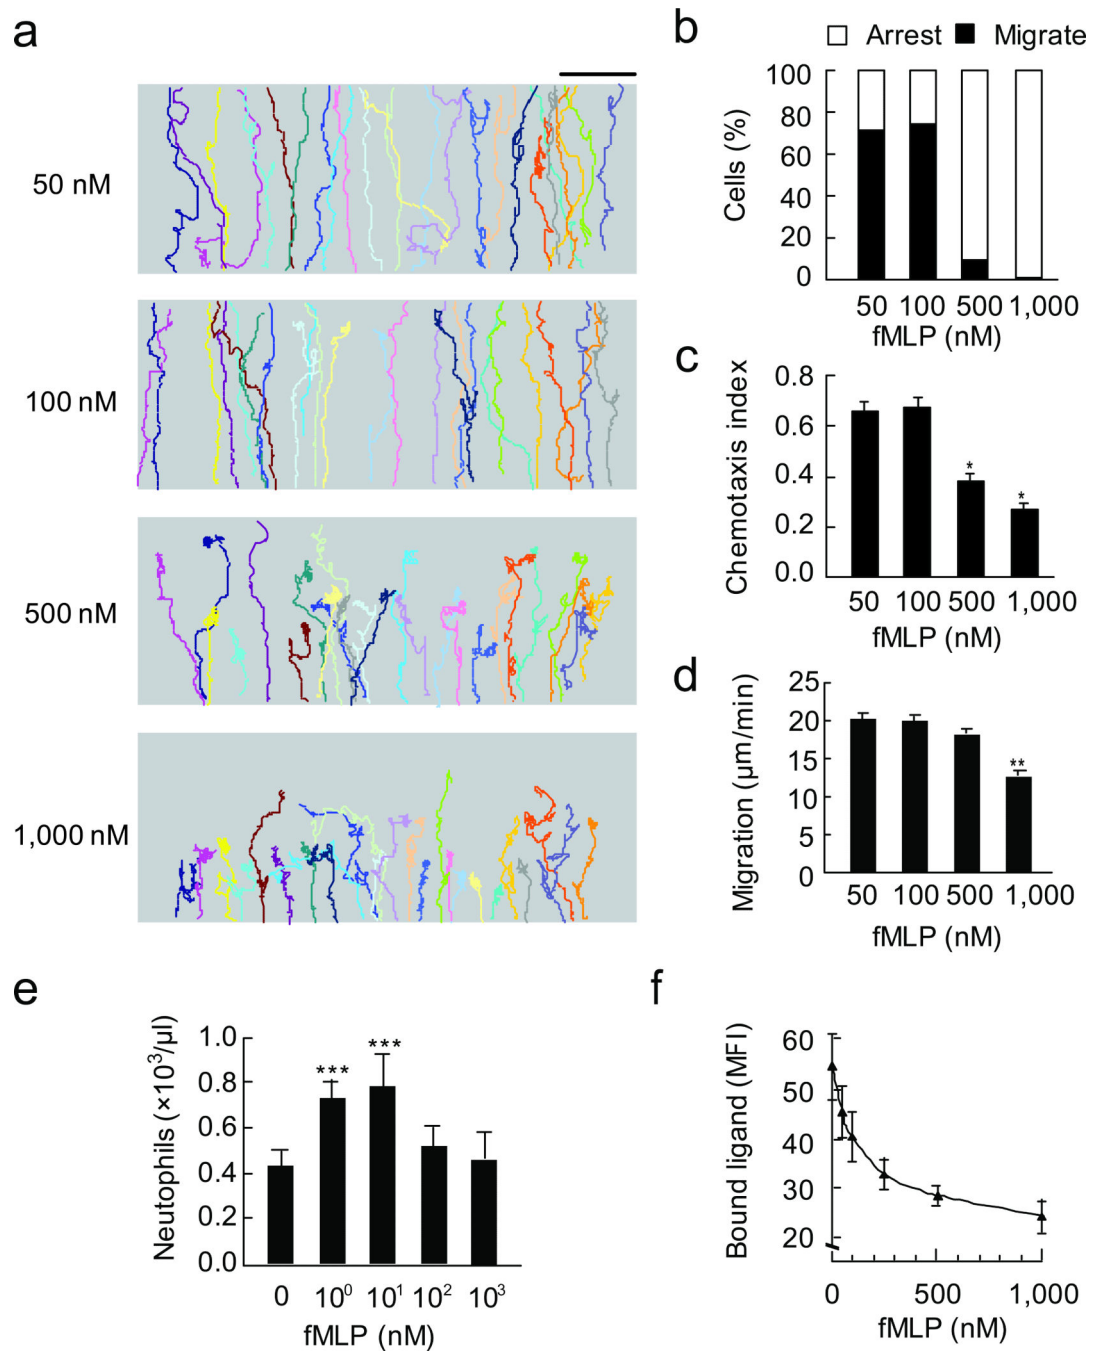 a
50 nM
100 nM
500 nM
1,000 nM
b
Arrest Migrate
Cells (%)
100
80
60
40
20
0
50 100 500 1,000
fMLP (nM)
c
Chemotaxis index
0.8
0.6
0.4
0.2
0.0
*
*
50 100 500 1,000
fMLP (nM)
d
Migration (µm/min)
25
20
15
10
5
0
**
50 100 500 1,000
fMLP (nM)
e
Neutophils (×10³/µl)
1.0
0.8
0.6
0.4
0.2
0.0
***
***
0 10⁰ 10¹ 10² 10³
fMLP (nM)
f
Bound ligand (MFI)
60
50
40
30
20
0 500 1,000
fMLP (nM)